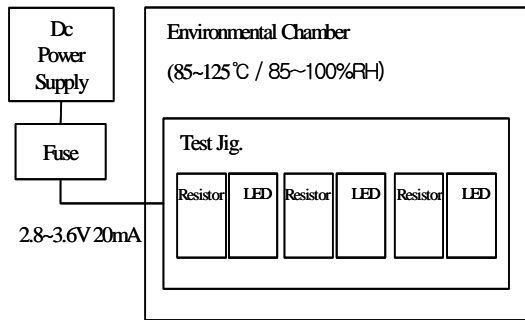 Dc
Power
Supply
Fuse
2.8~3.6V 20mA
Environmental Chamber
(85~125℃ / 85~100%RH)
Test Jig.
Resistor LED Resistor LED Resistor LED